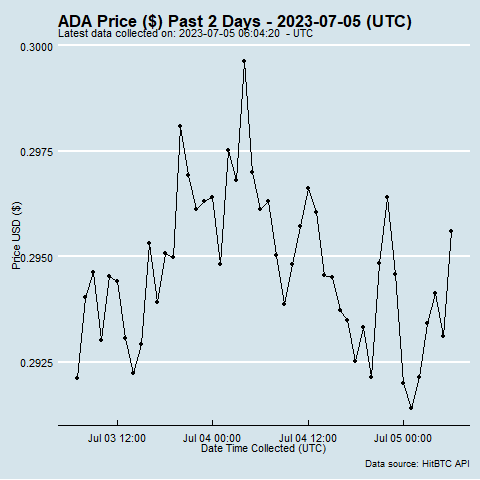 ADA Price ($) Past 2 Days - 2023-07-05 (UTC)
Latest data collected on: 2023-07-05 06:04:20 - UTC
0.3000
0.2975
0.2950
0.2925
Price USD ($)
Jul 03 12:00 Jul 04 00:00 Jul 04 12:00 Jul 05 00:00
Date Time Collected (UTC)
Data source: HitBTC API